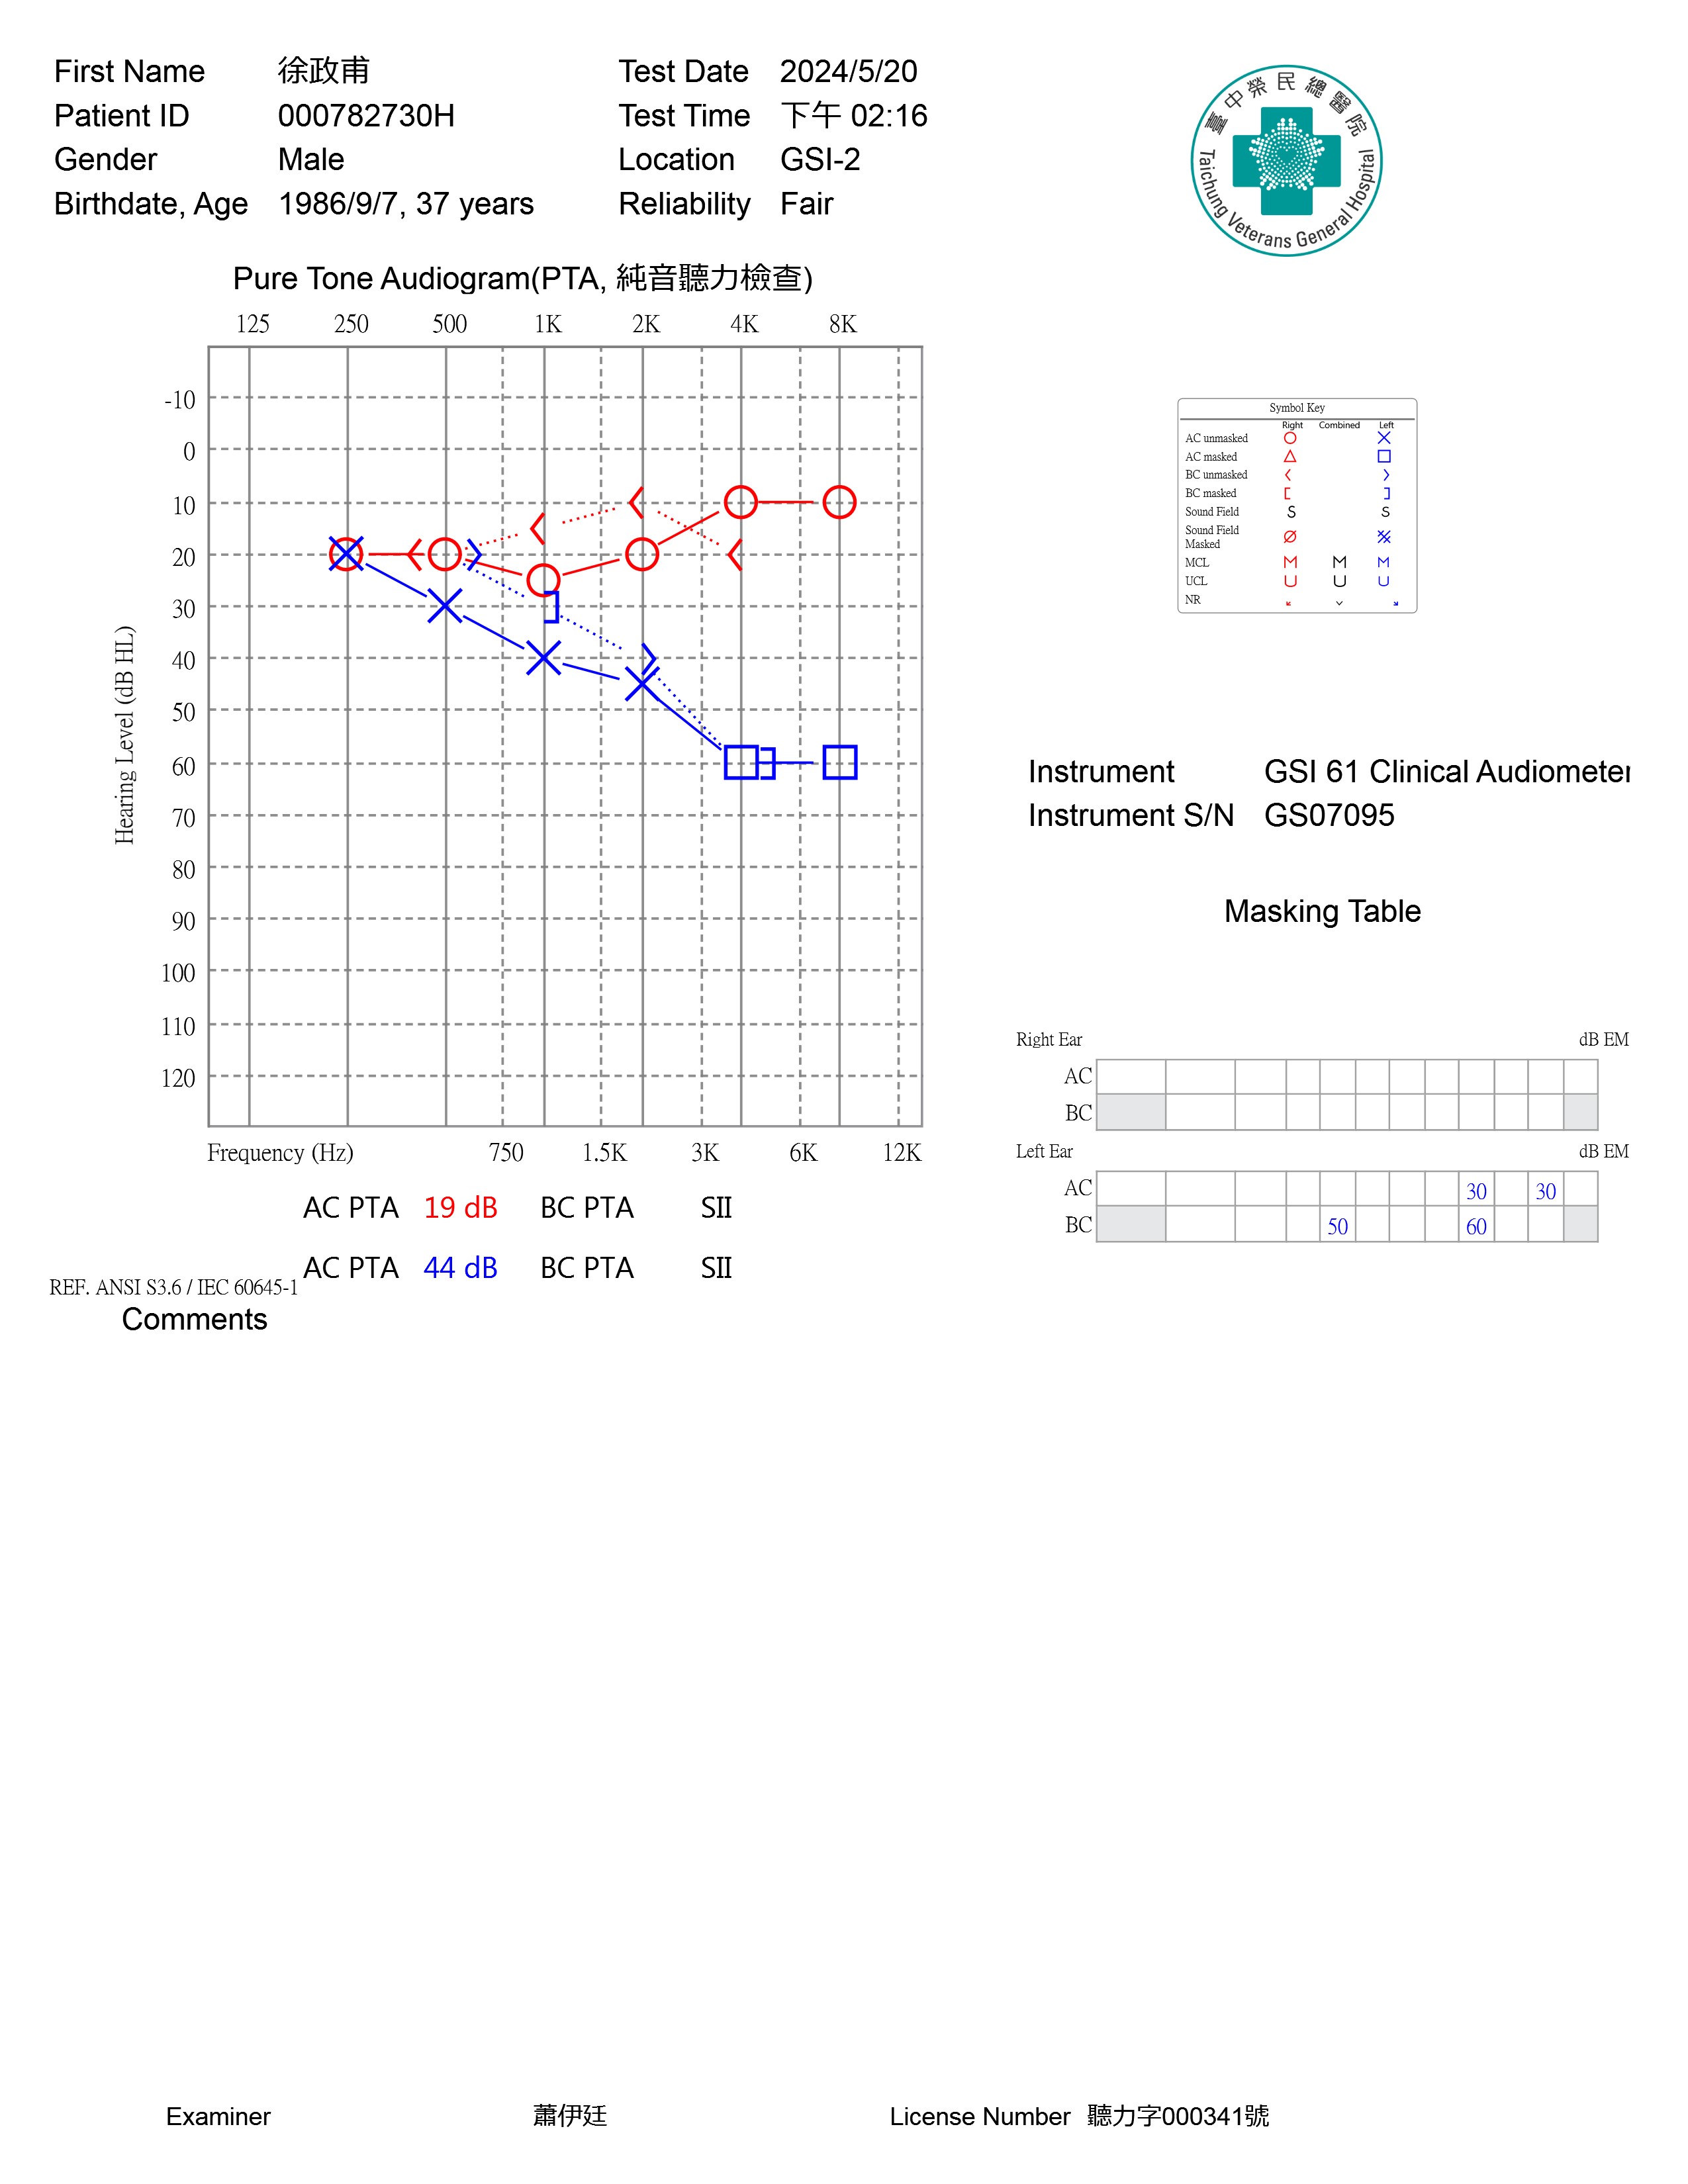 First Name 徐政甫 Test Date 2024/5/20
Patient ID 000782730H Test Time 下午 02:16
Gender Male Location GSI-2
Birthdate, Age 1986/9/7, 37 years Reliability Fair
臺中榮民總醫院
Taichung Veterans General Hospital
Pure Tone Audiogram(PTA, 純音聽力檢查)
125 250 500 1K 2K 4K 8K
-10
0
10
20
30
40
50
60
70
80
90
100
110
120
Hearing Level (dB HL)
Frequency (Hz) 750 1.5K 3K 6K 12K
AC PTA 19 dB BC PTA SII
AC PTA 44 dB BC PTA SII
REF. ANSI S3.6 / IEC 60645-1
Comments
Symbol Key
Right Combined Left
AC unmasked
AC masked
BC unmasked
BC masked
Sound Field S S
Sound Field
Masked
MCL M M M
UCL U U U
NR
Instrument GSI 61 Clinical Audiometer
Instrument S/N GS07095
Masking Table
Right Ear dB EM
AC
BC
Left Ear dB EM
AC 30 30
BC 50 60
Examiner 蕭伊廷 License Number 聽力字000341號